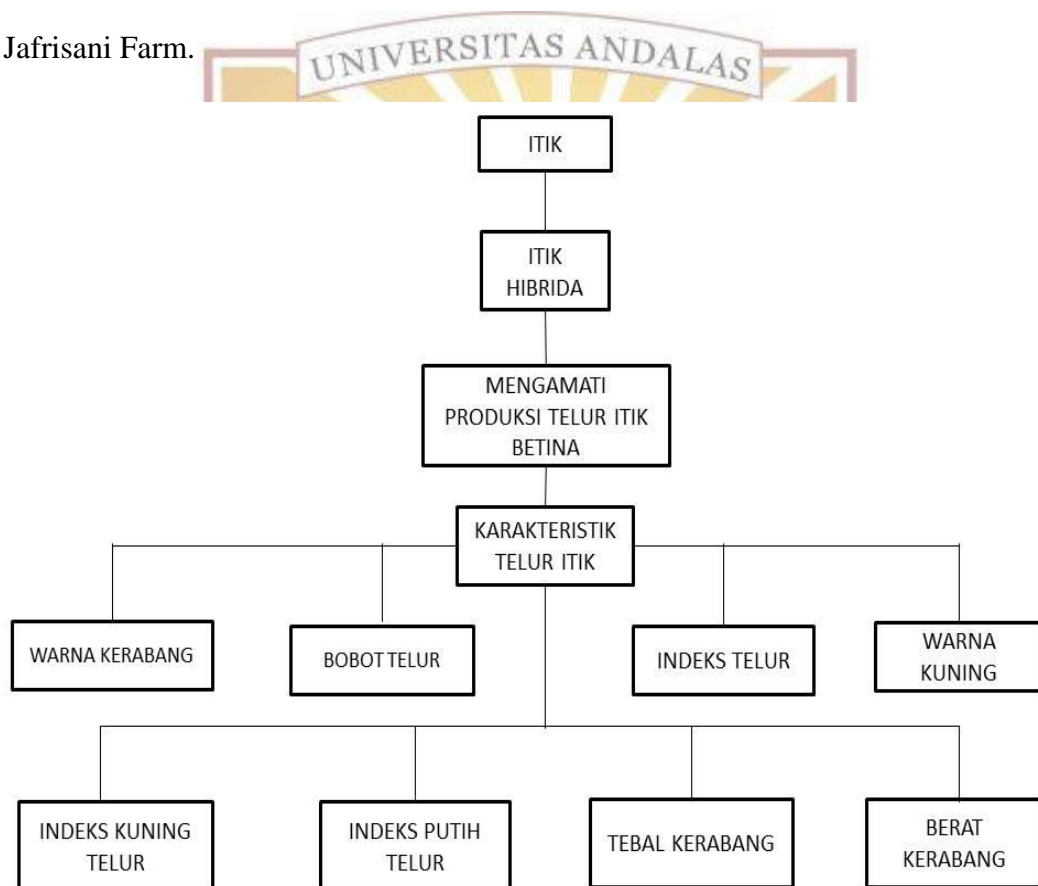 Jafrisani Farm.
UNIVERSITAS ANDALAS
ITIK
ITIK
HIBRIDA
MENGAMATI
PRODUKSI TELUR ITIK
BETINA
KARAKTERISTIK
TELUR ITIK
WARNA KERABANG
BOBOT TELUR
INDEKS TELUR
WARNA
KUNING
INDEKS KUNING
TELUR
INDEKS PUTIH
TELUR
TEBAL KERABANG
BERAT
KERABANG